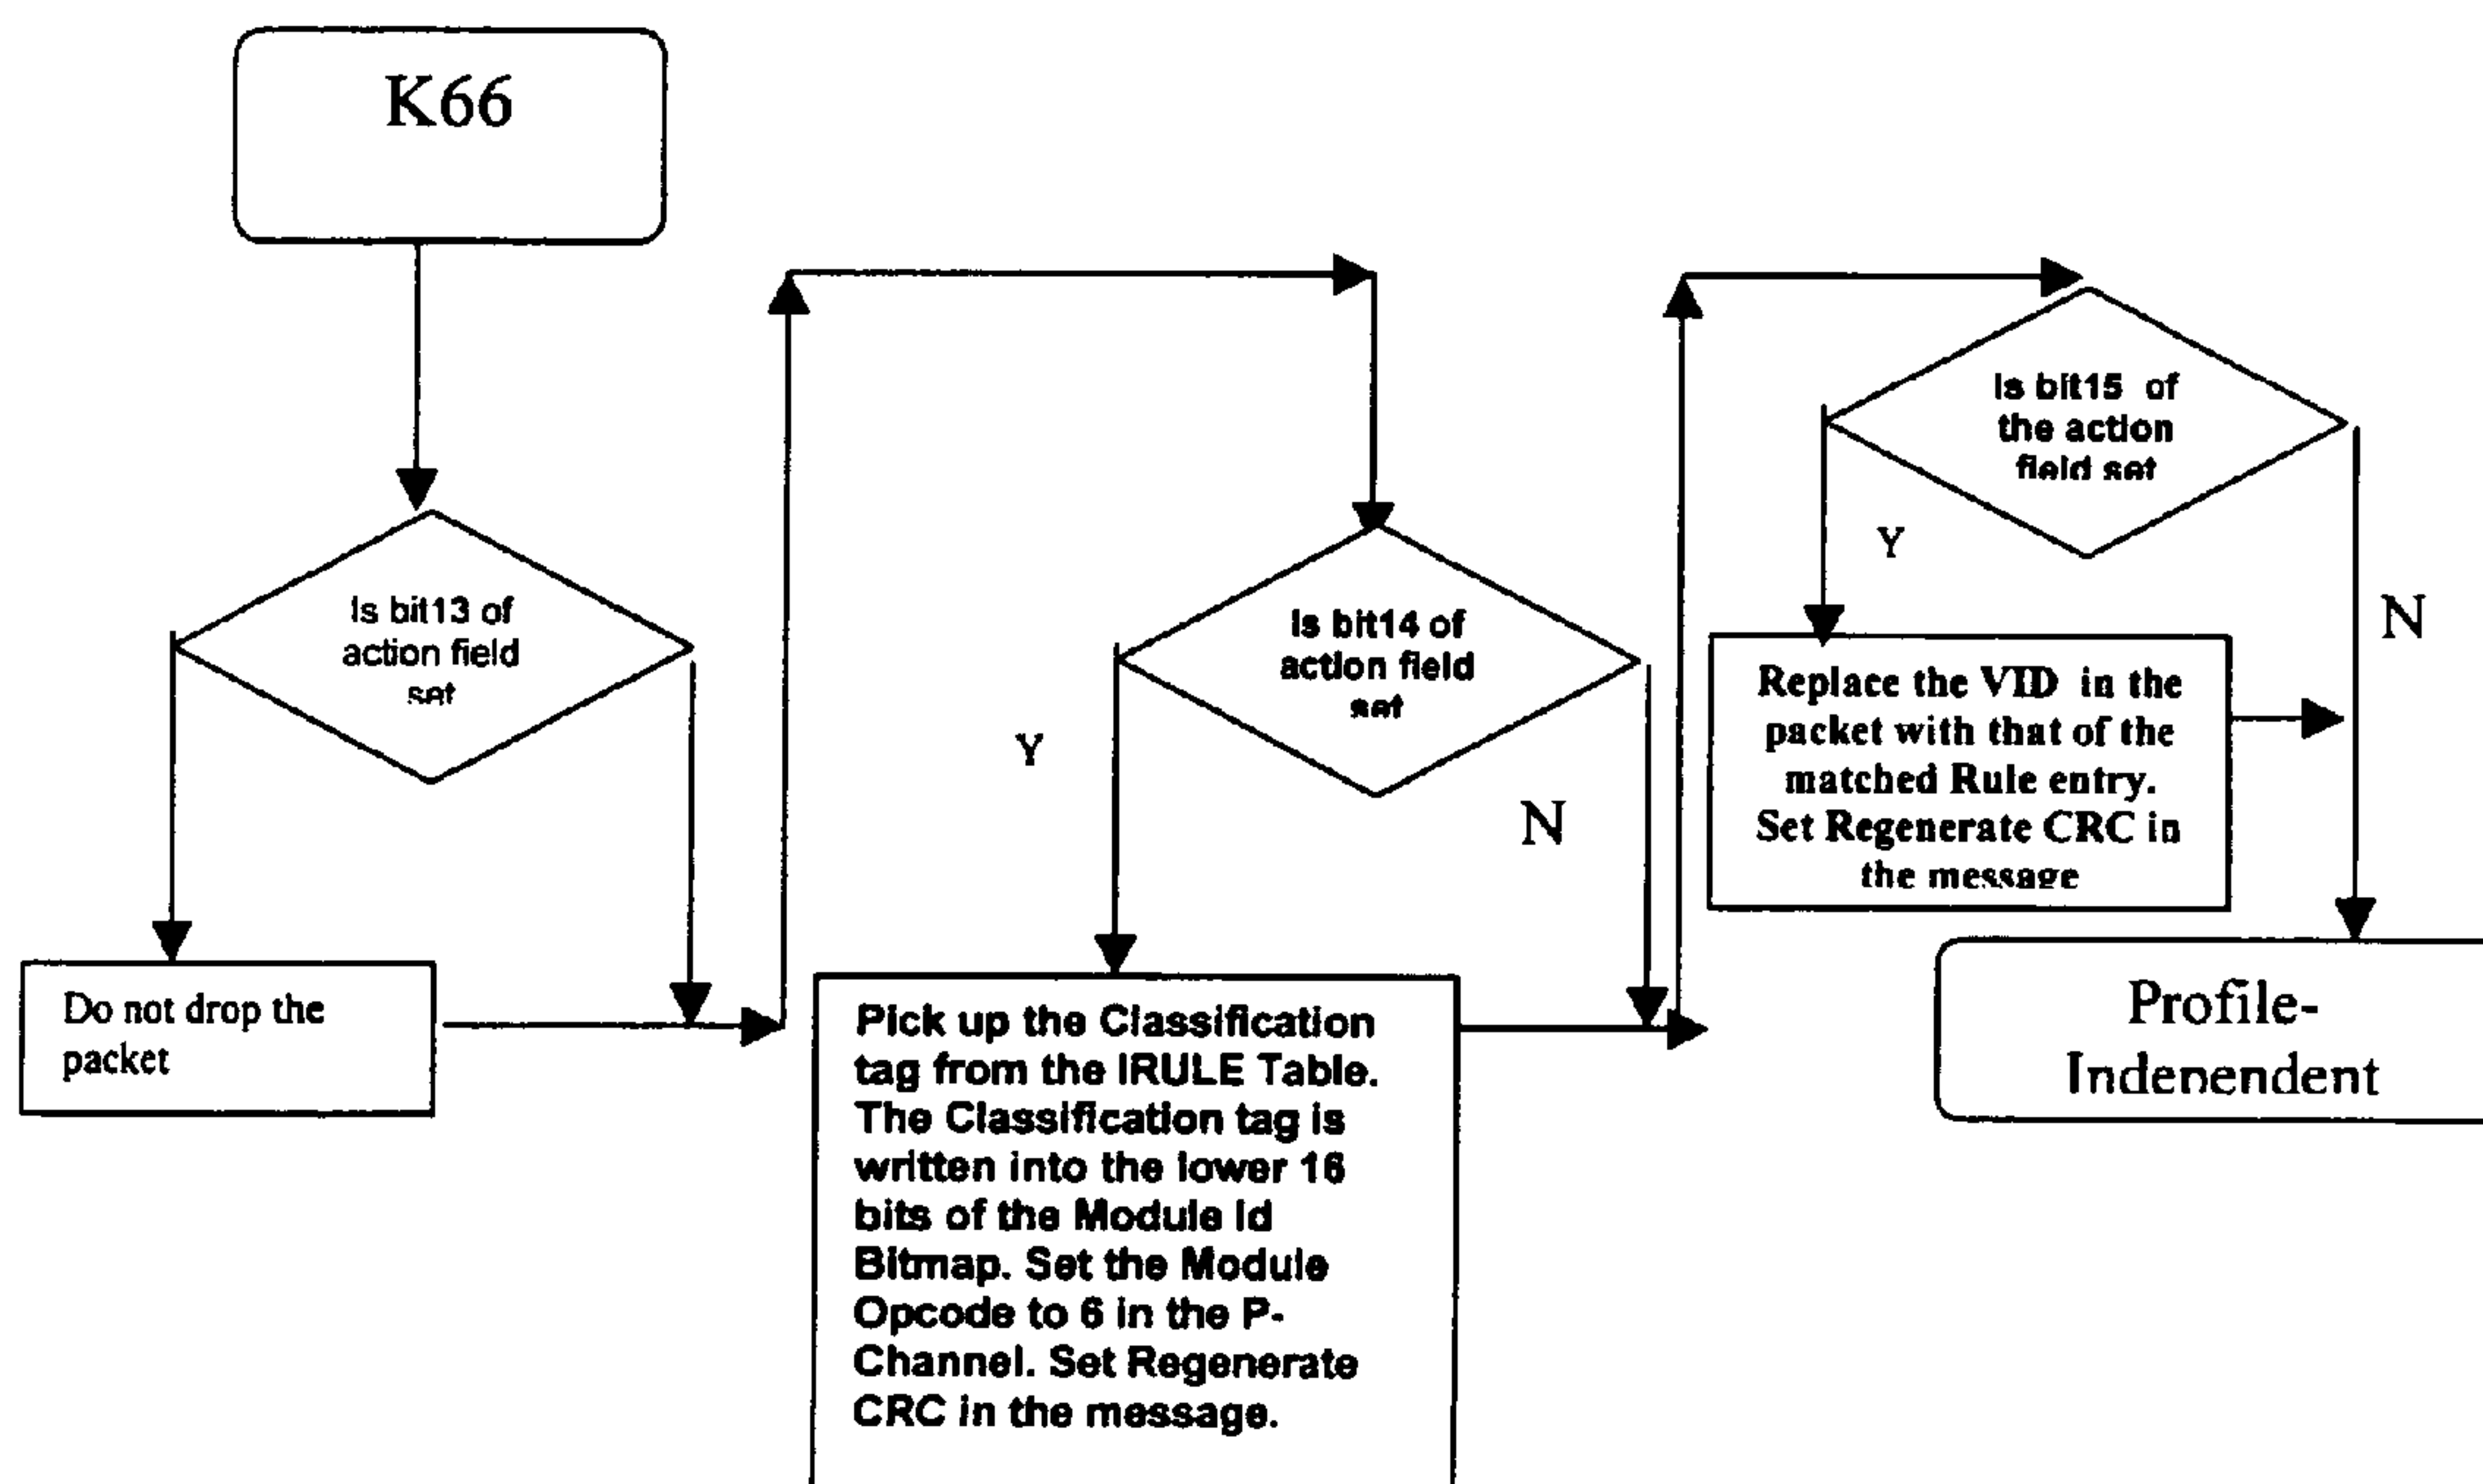 K66
Is bit13 of
action field
set
Do not drop the
packet
Is bit14 of
action field
set
Y
N
Pick up the Classification
tag from the IRULE Table.
The Classification tag is
written into the lower 16
bits of the Module Id
Bitmap. Set the Module
Opcode to 6 in the P-
Channel. Set Regenerate
CRC in the message.
Is bit15 of
the action
field set
Y
N
Replace the VID in the
packet with that of the
matched Rule entry.
Set Regenerate CRC in
the message
Profile-
Independent